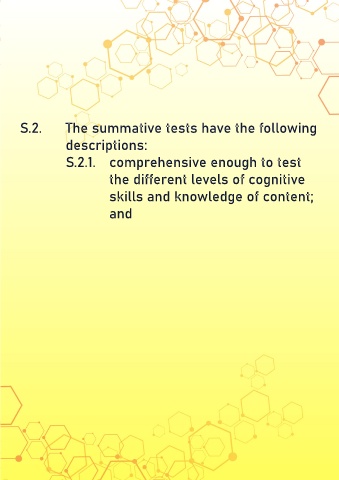 S.2. The summative tests have the following
descriptions:
S.2.1. comprehensive enough to test
the different levels of cognitive
skills and knowledge of content;
and